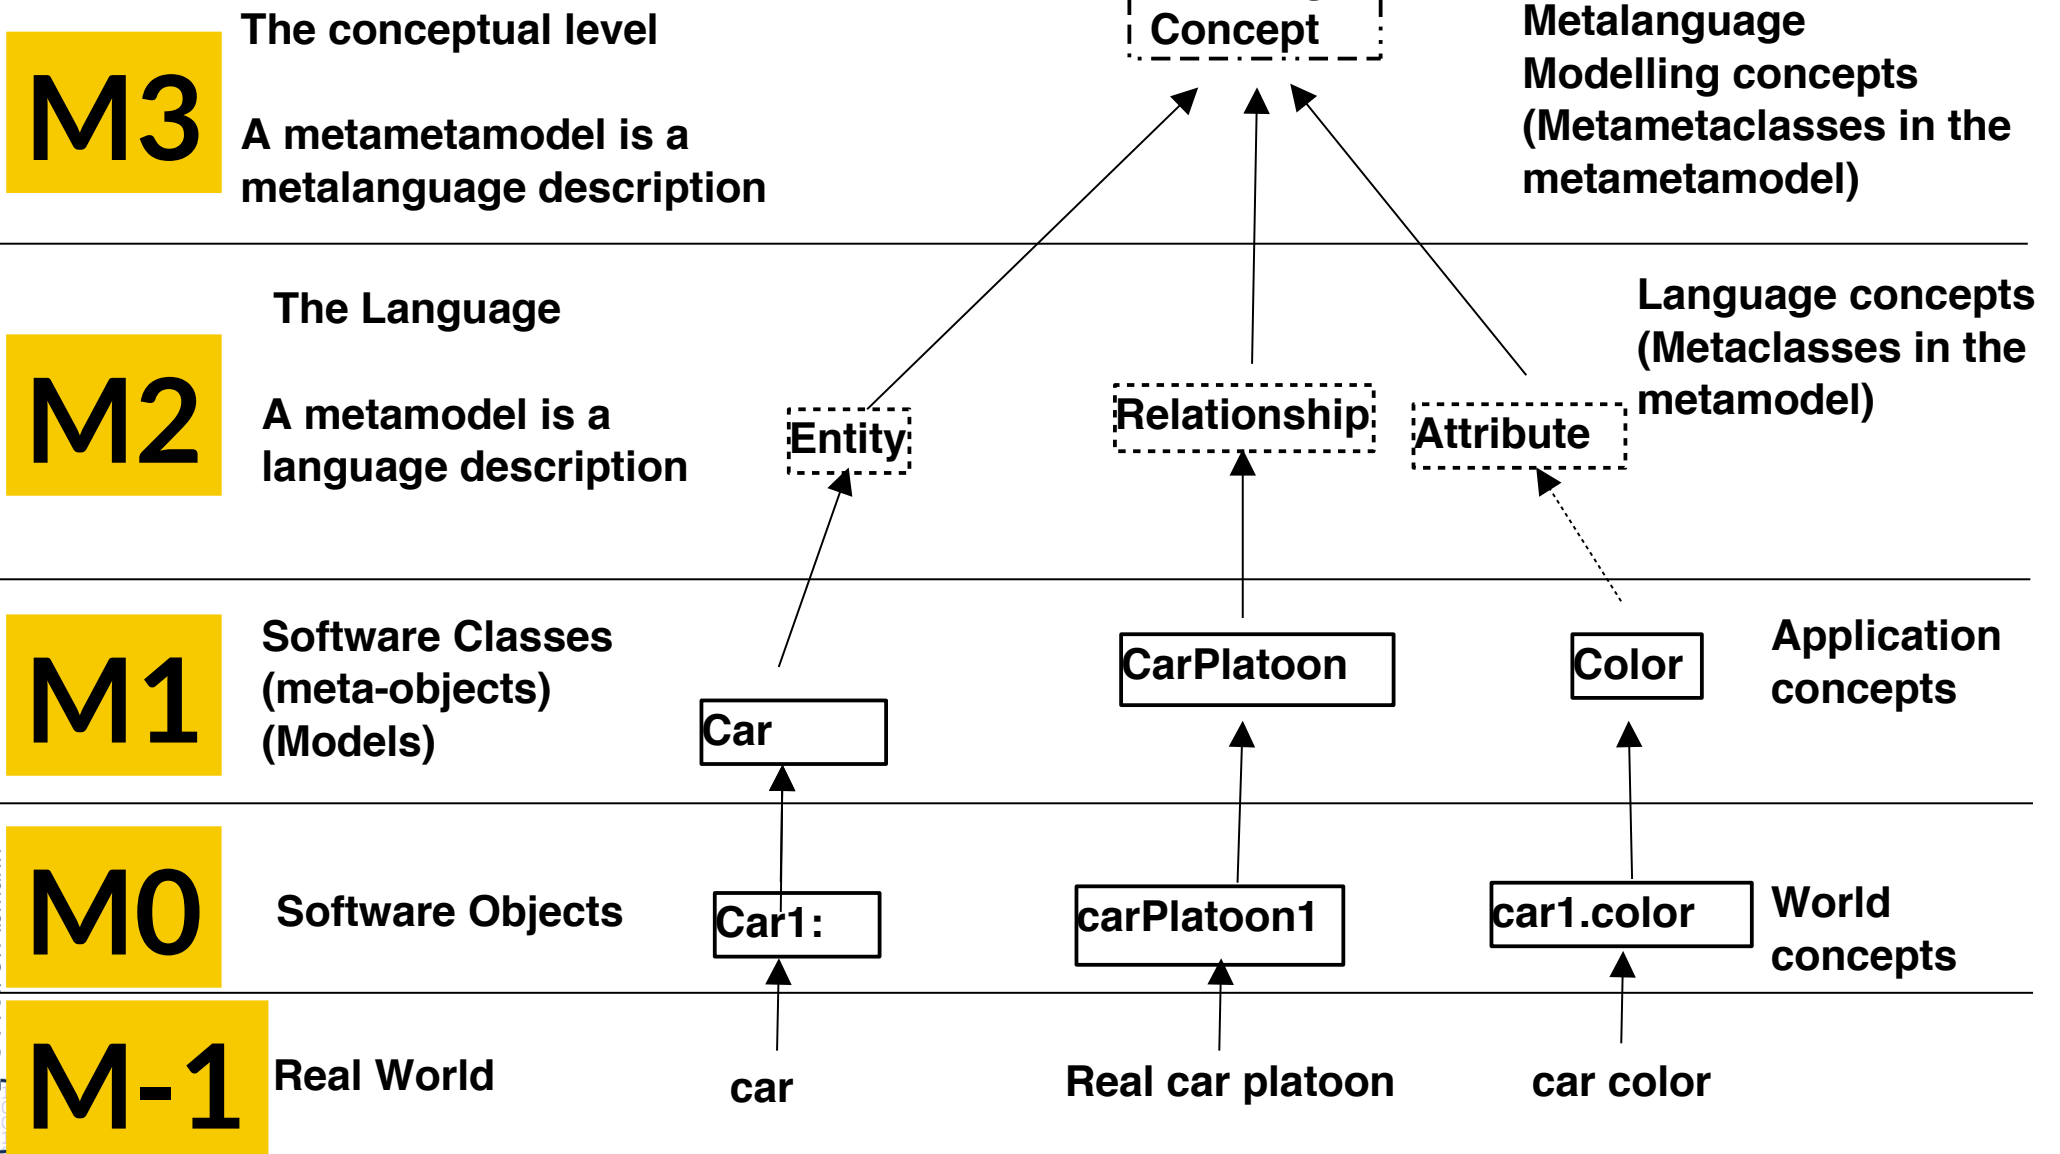 M3
The conceptual level
A metametamodel is a
metalanguage description
Concept
Metalanguage
Modelling concepts
(Metametaclasses in the
metametamodel)
M2
The Language
A metamodel is a
language description
Entity
Relationship
Attribute
Language concepts
(Metaclasses in the
metamodel)
M1
Software Classes
(meta-objects)
(Models)
Car
CarPlatoon
Color
Application
concepts
M0
Software Objects
Car1:
carPlatoon1
car1.color
World
concepts
M-1
Real World
car
Real car platoon
car color